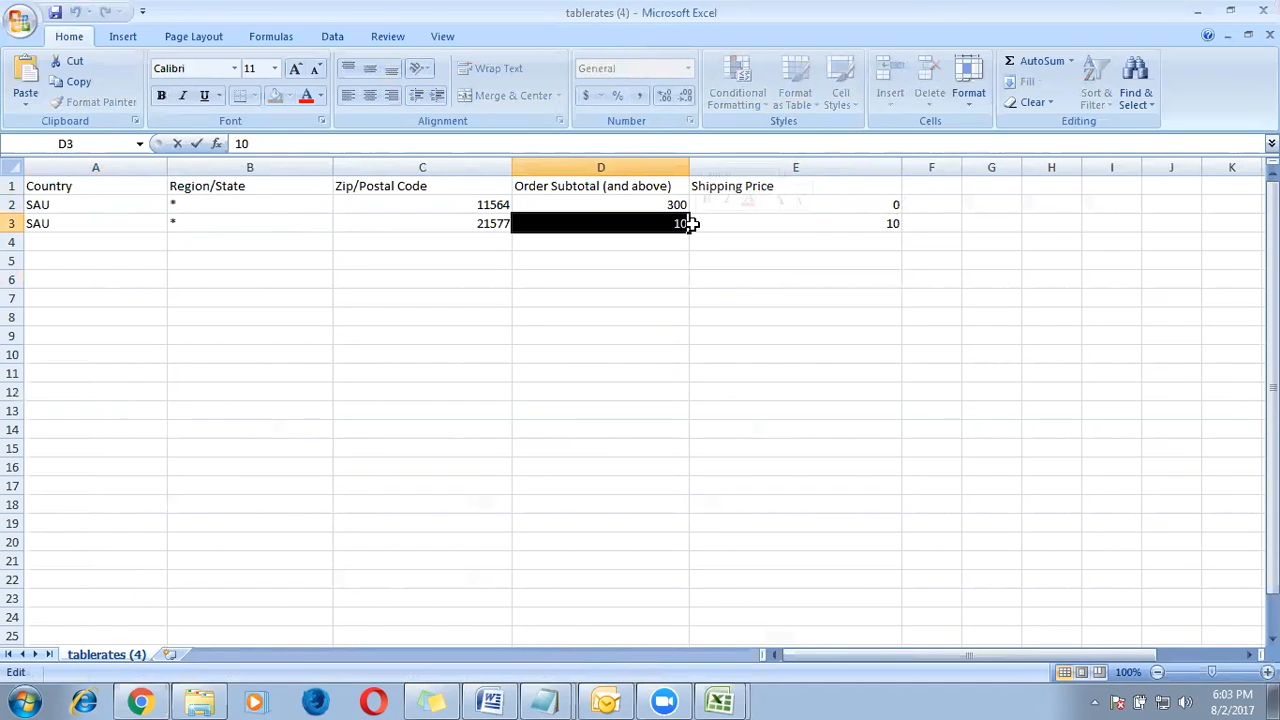 tablerates (4) - Microsoft Excel
Home Insert Page Layout Formulas Data Review View
Paste Cut Copy Format Painter Clipboard
Calibri 11 A A B I U A Font
Wrap Text Merge & Center Alignment
General $ % , Number
Conditional Formatting Format as Table Cell Styles Styles
Insert Delete Format Cells
Σ AutoSum Fill Clear Sort & Filter Find & Select Editing
D3 fx 10
A B C D E F G H I J K
1 Country Region/State Zip/Postal Code Order Subtotal (and above) Shipping Price
2 SAU * 11564 300 0
3 SAU * 21577 10 10
4
5
6
7
8
9
10
11
12
13
14
15
16
17
18
19
20
21
22
23
24
25
tablerates (4)
Edit 100%
6:03 PM
8/2/2017